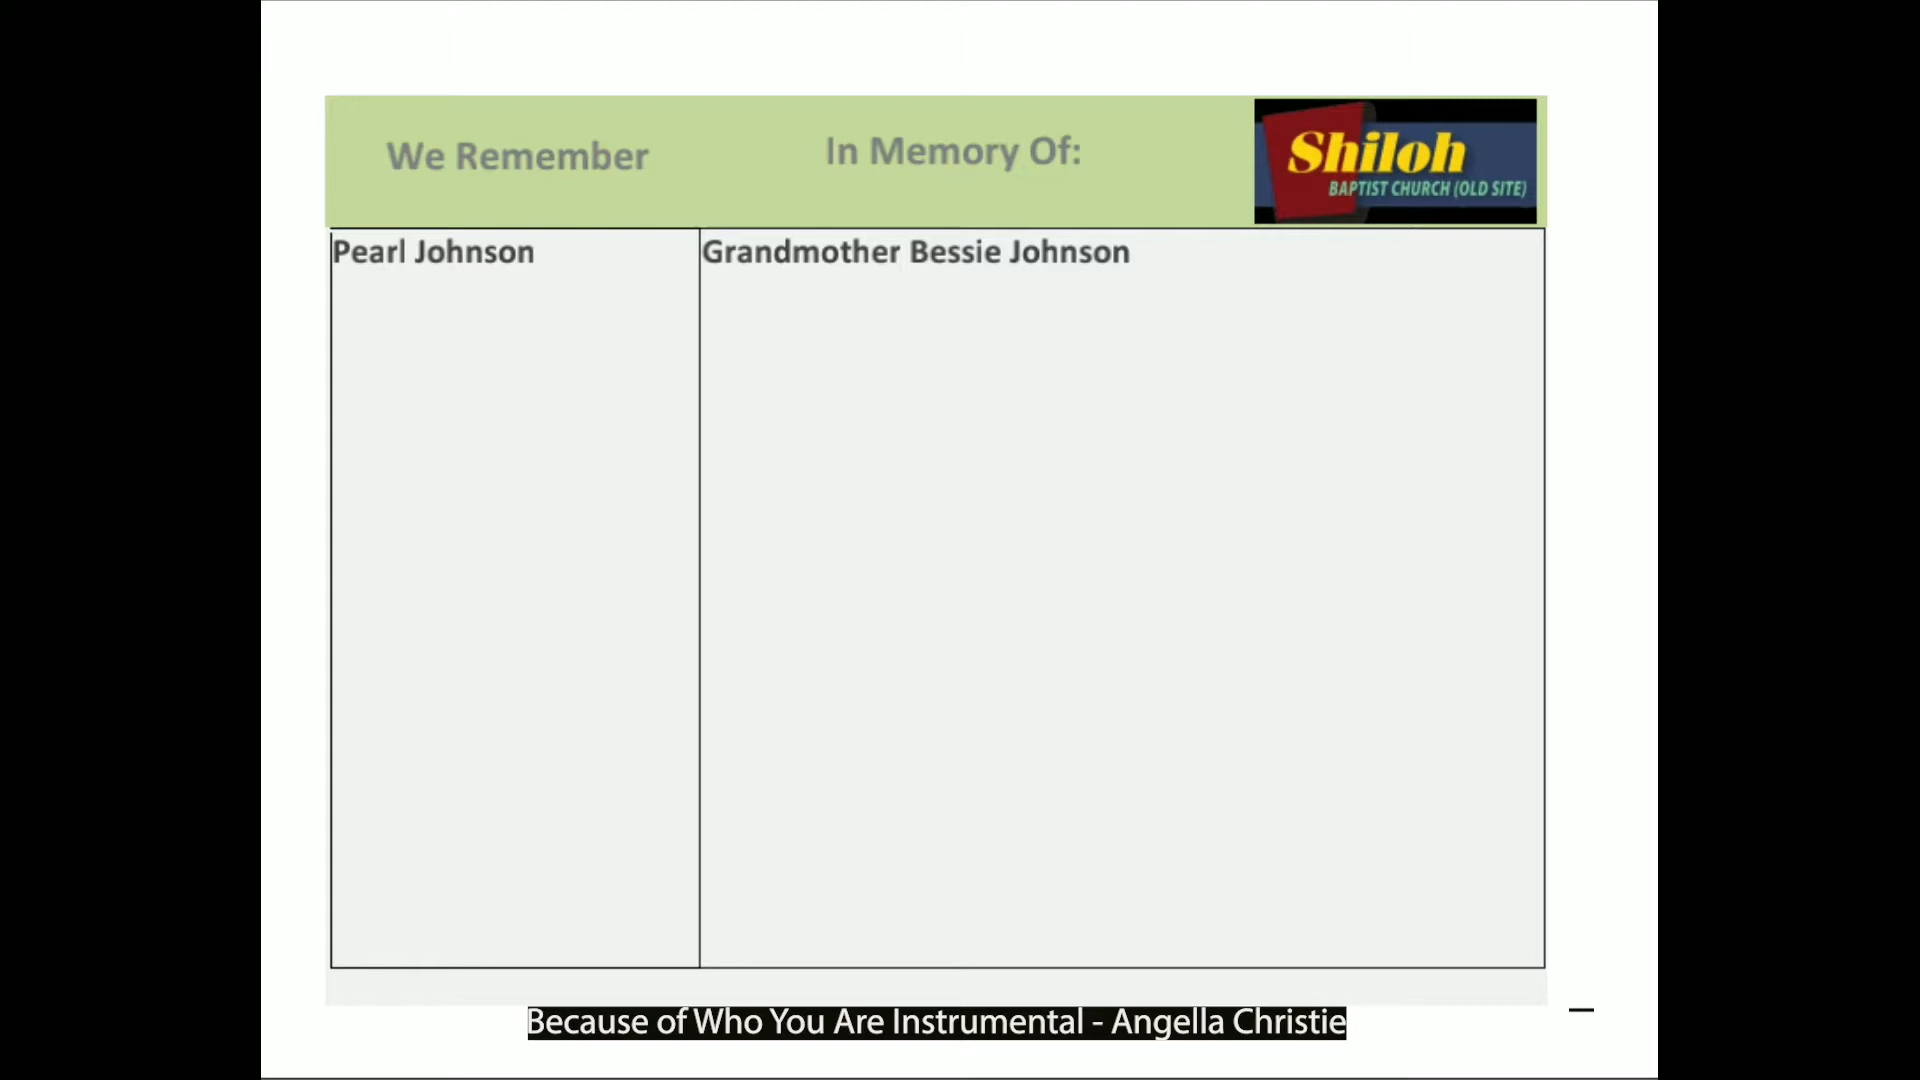 We Remember
In Memory Of:
Shiloh
BAPTIST CHURCH (OLD SITE)
Pearl Johnson
Grandmother Bessie Johnson
Because of Who You Are Instrumental - Angella Christie